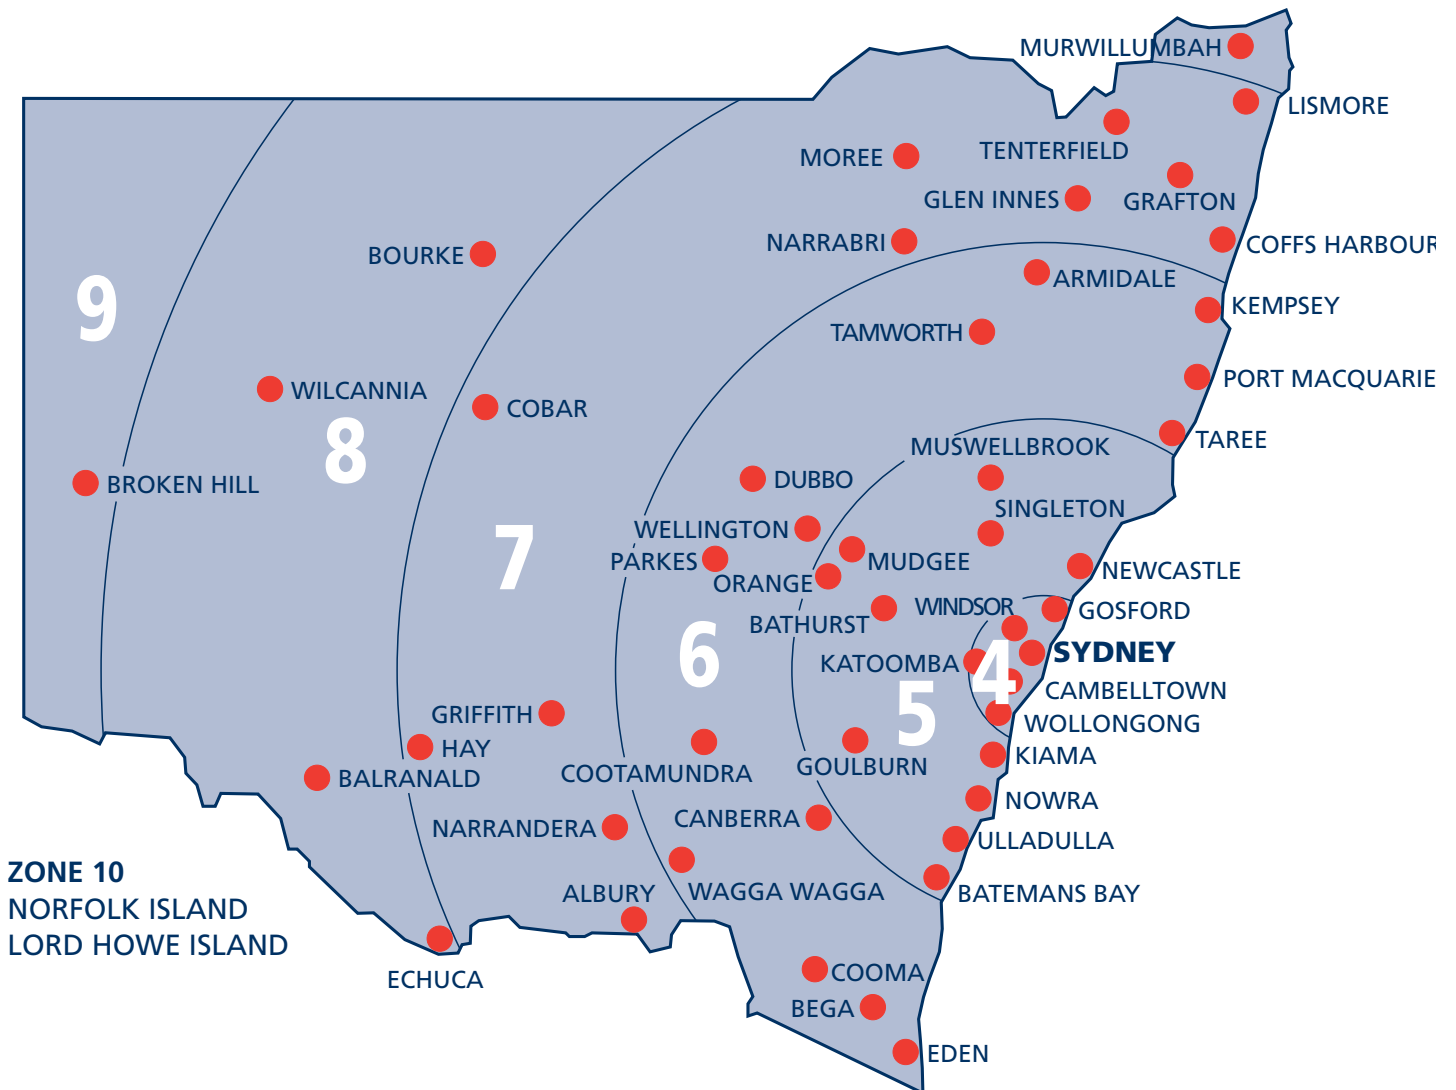 MURWILLUMBAH
LISMORE
TENTERFIELD
MOREE
GLEN INNES
GRAFTON
NARRABRI
COFFS HARBOUR
BOURKE
ARMIDALE
KEMPSEY
9
TAMWORTH
PORT MACQUARIE
WILCANNIA
COBAR
TAREE
MUSWELLBROOK
8
DUBBO
BROKEN HILL
SINGLETON
WELLINGTON
7
PARKES
MUDGEE
ORANGE
NEWCASTLE
WINDSOR
GOSFORD
BATHURST
SYDNEY
6
KATOOMBA
4
CAMBELLTOWN
5
GRIFFITH
WOLLONGONG
HAY
KIAMA
GOULBURN
COOTAMUNDRA
BALRANALD
NOWRA
CANBERRA
NARRANDERA
ULLADULLA
ZONE 10
NORFOLK ISLAND
LORD HOWE ISLAND
ALBURY
WAGGA WAGGA
BATEMANS BAY
ECHUCA
COOMA
BEGA
EDEN